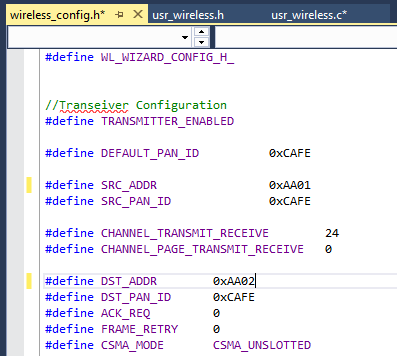 wireless_config.h* usr_wireless.h usr_wireless.c*
#define WL_WIZARD_CONFIG_H_
//Transeiver Configuration
#define TRANSMITTER_ENABLED
#define DEFAULT_PAN_ID 0xCAFE
#define SRC_ADDR 0xAA01
#define SRC_PAN_ID 0xCAFE
#define CHANNEL_TRANSMIT_RECEIVE 24
#define CHANNEL_PAGE_TRANSMIT_RECEIVE 0
#define DST_ADDR 0xAA02
#define DST_PAN_ID 0xCAFE
#define ACK_REQ 0
#define FRAME_RETRY 0
#define CSMA_MODE CSMA_UNSLOTTED